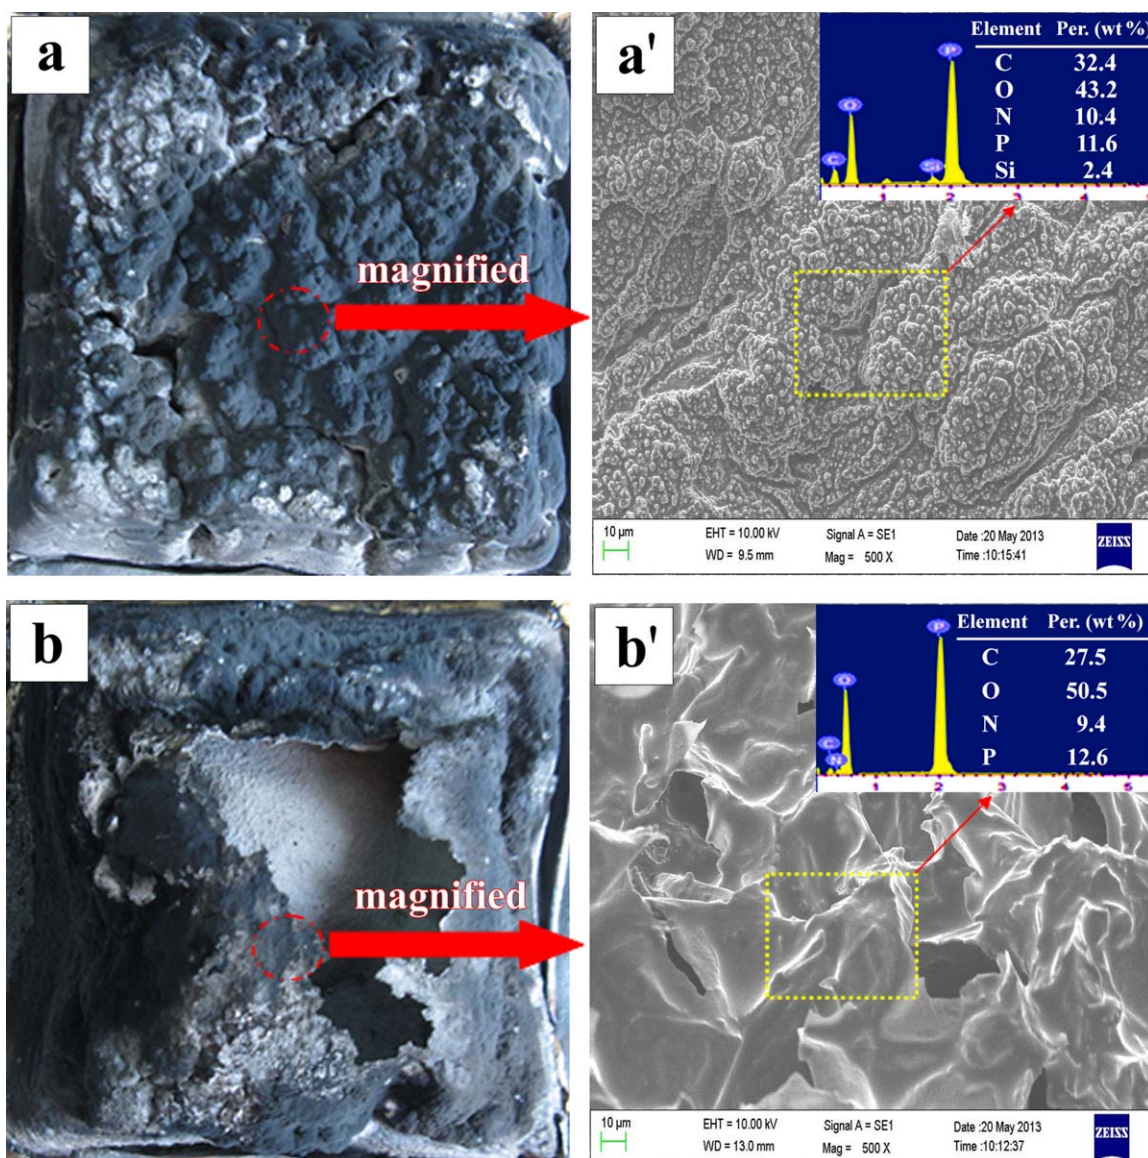 a
magnified
a'
Element Per. (wt %)
C 32.4
O 43.2
N 10.4
P 11.6
Si 2.4
P
O
C
Si
1 2 3 4
10 µm
EHT = 10.00 kV Signal A = SE1 Date :20 May 2013
WD = 9.5 mm Mag = 500 X Time :10:15:41
ZEISS
b
magnified
b'
Element Per. (wt %)
C 27.5
O 50.5
N 9.4
P 12.6
P
O
C
N
1 2 3 4 5
10 µm
EHT = 10.00 kV Signal A = SE1 Date :20 May 2013
WD = 13.0 mm Mag = 500 X Time :10:12:37
ZEISS